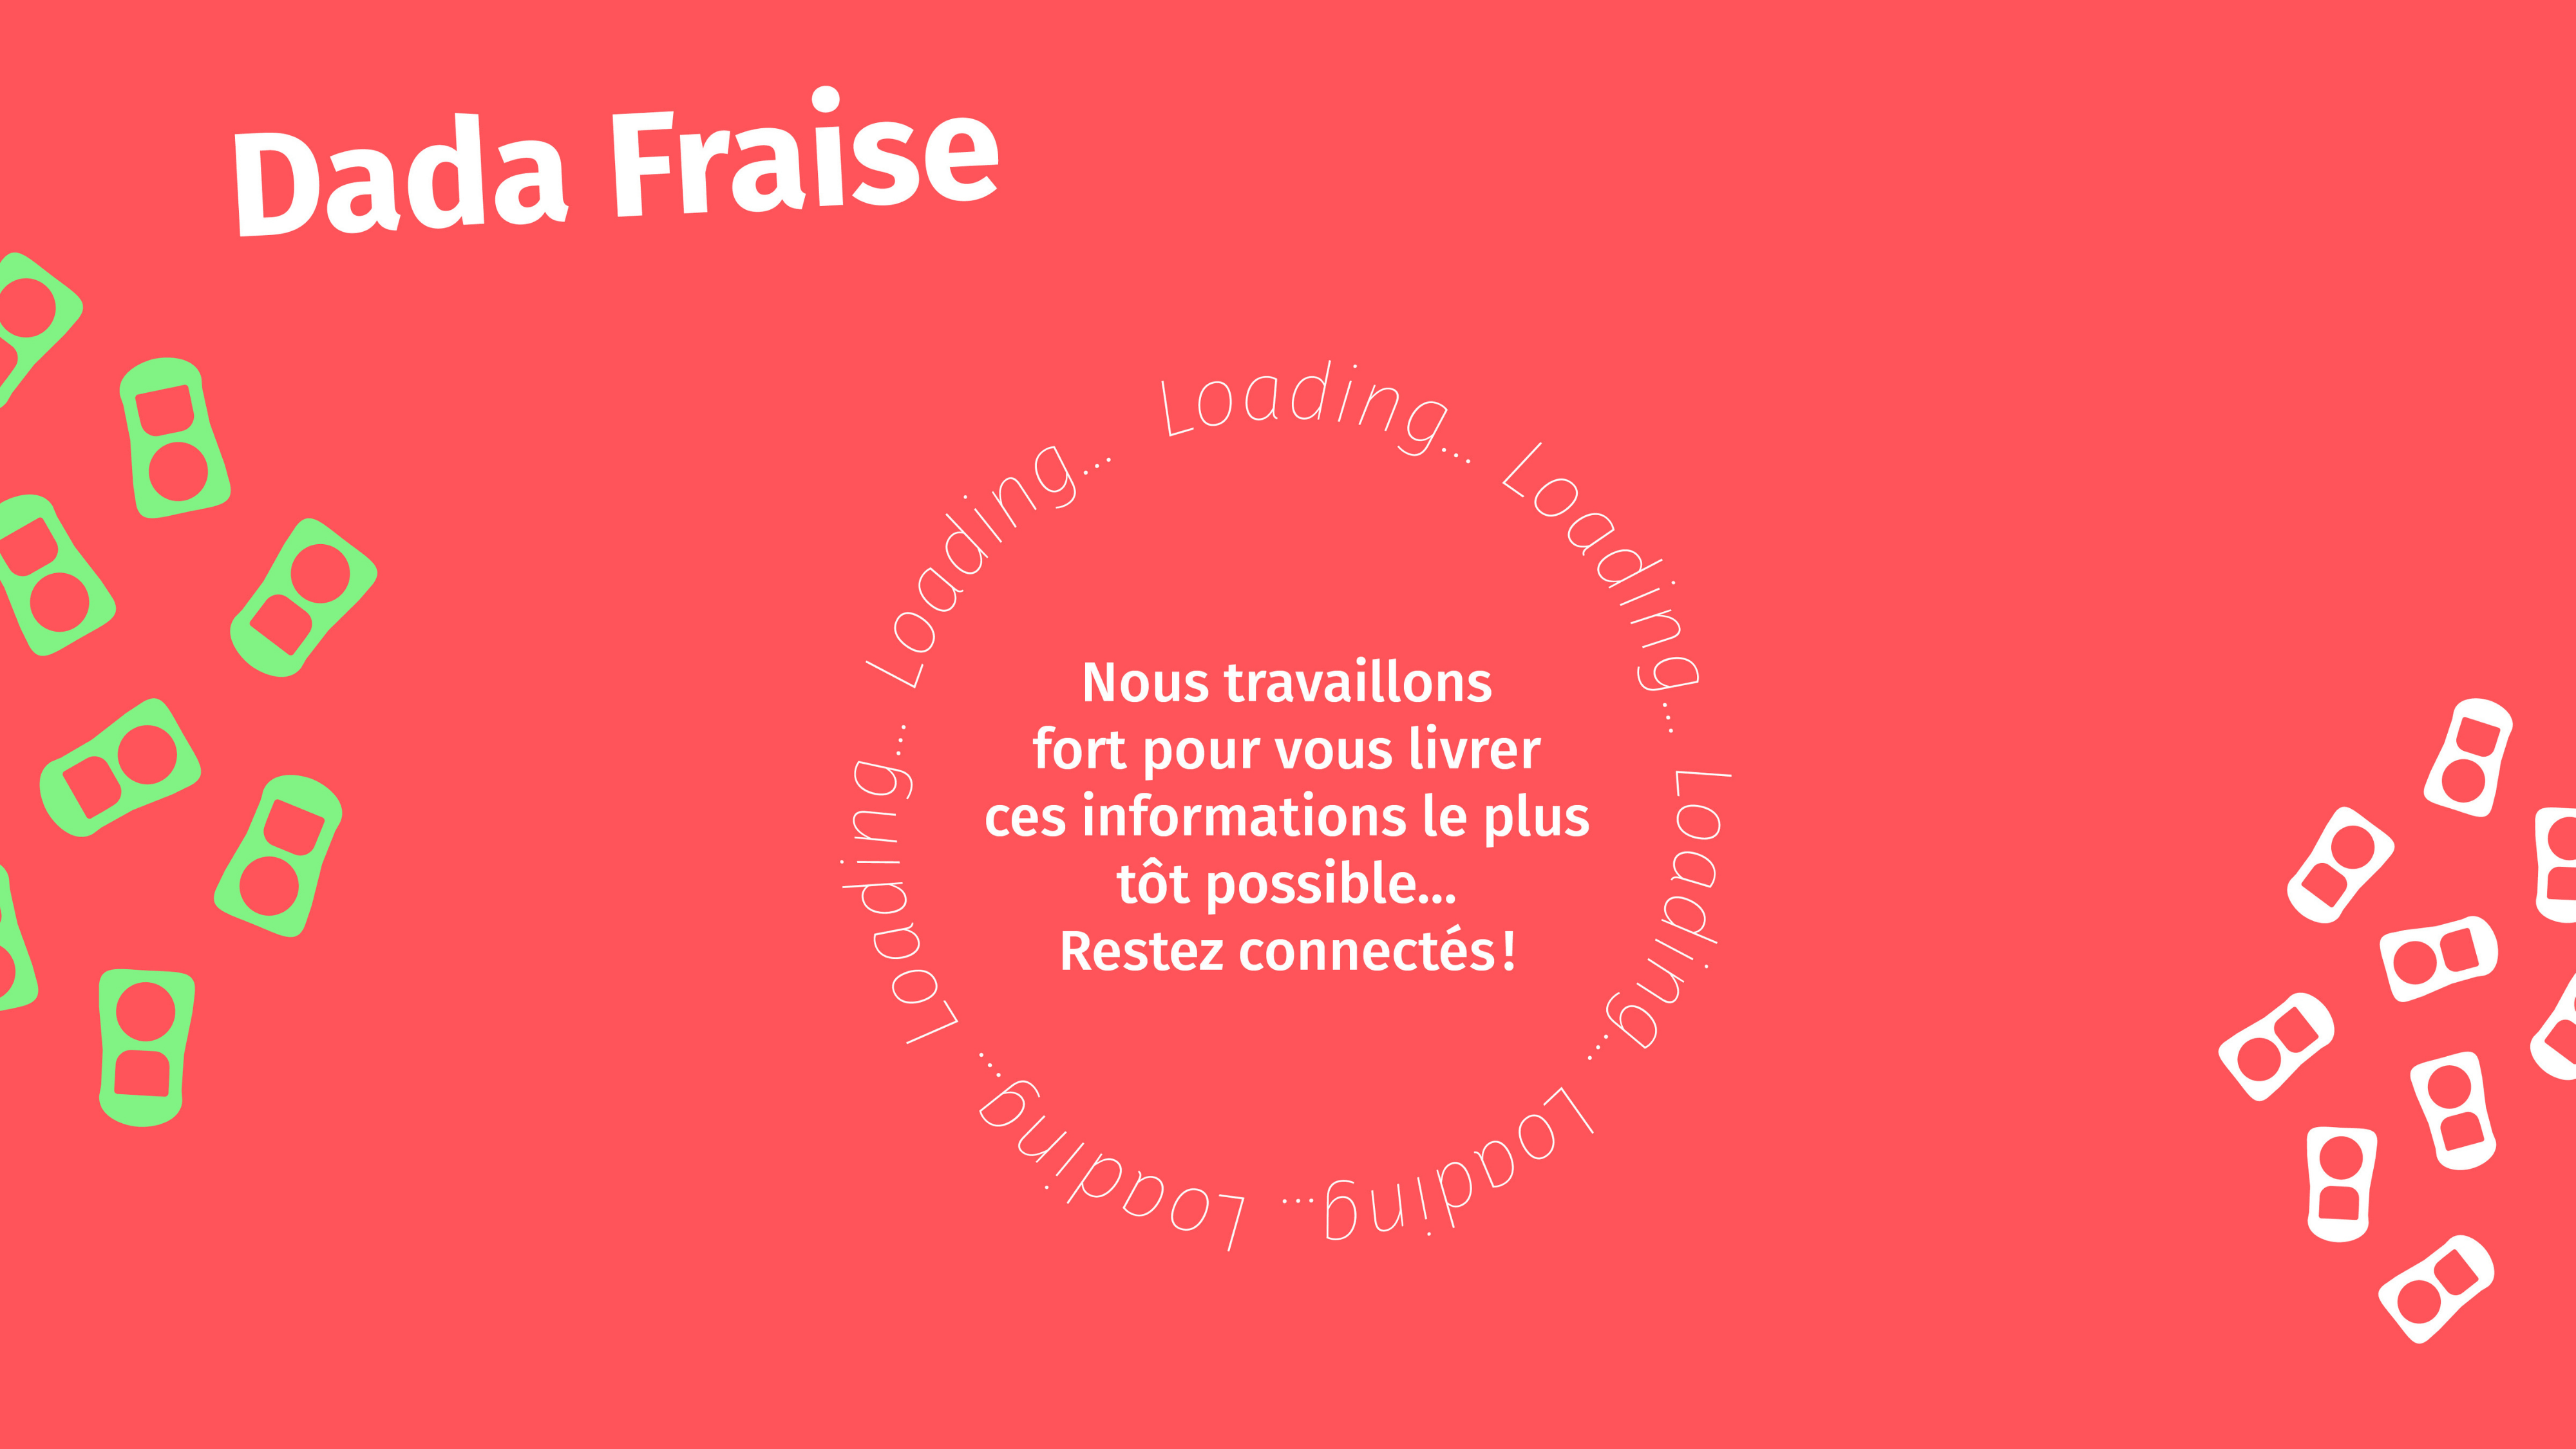 Dada Fraise
Loading... Loading... Loading... Loading... Loading... Loading... Loading...
Nous travaillons
fort pour vous livrer
ces informations le plus
tôt possible...
Restez connectés !